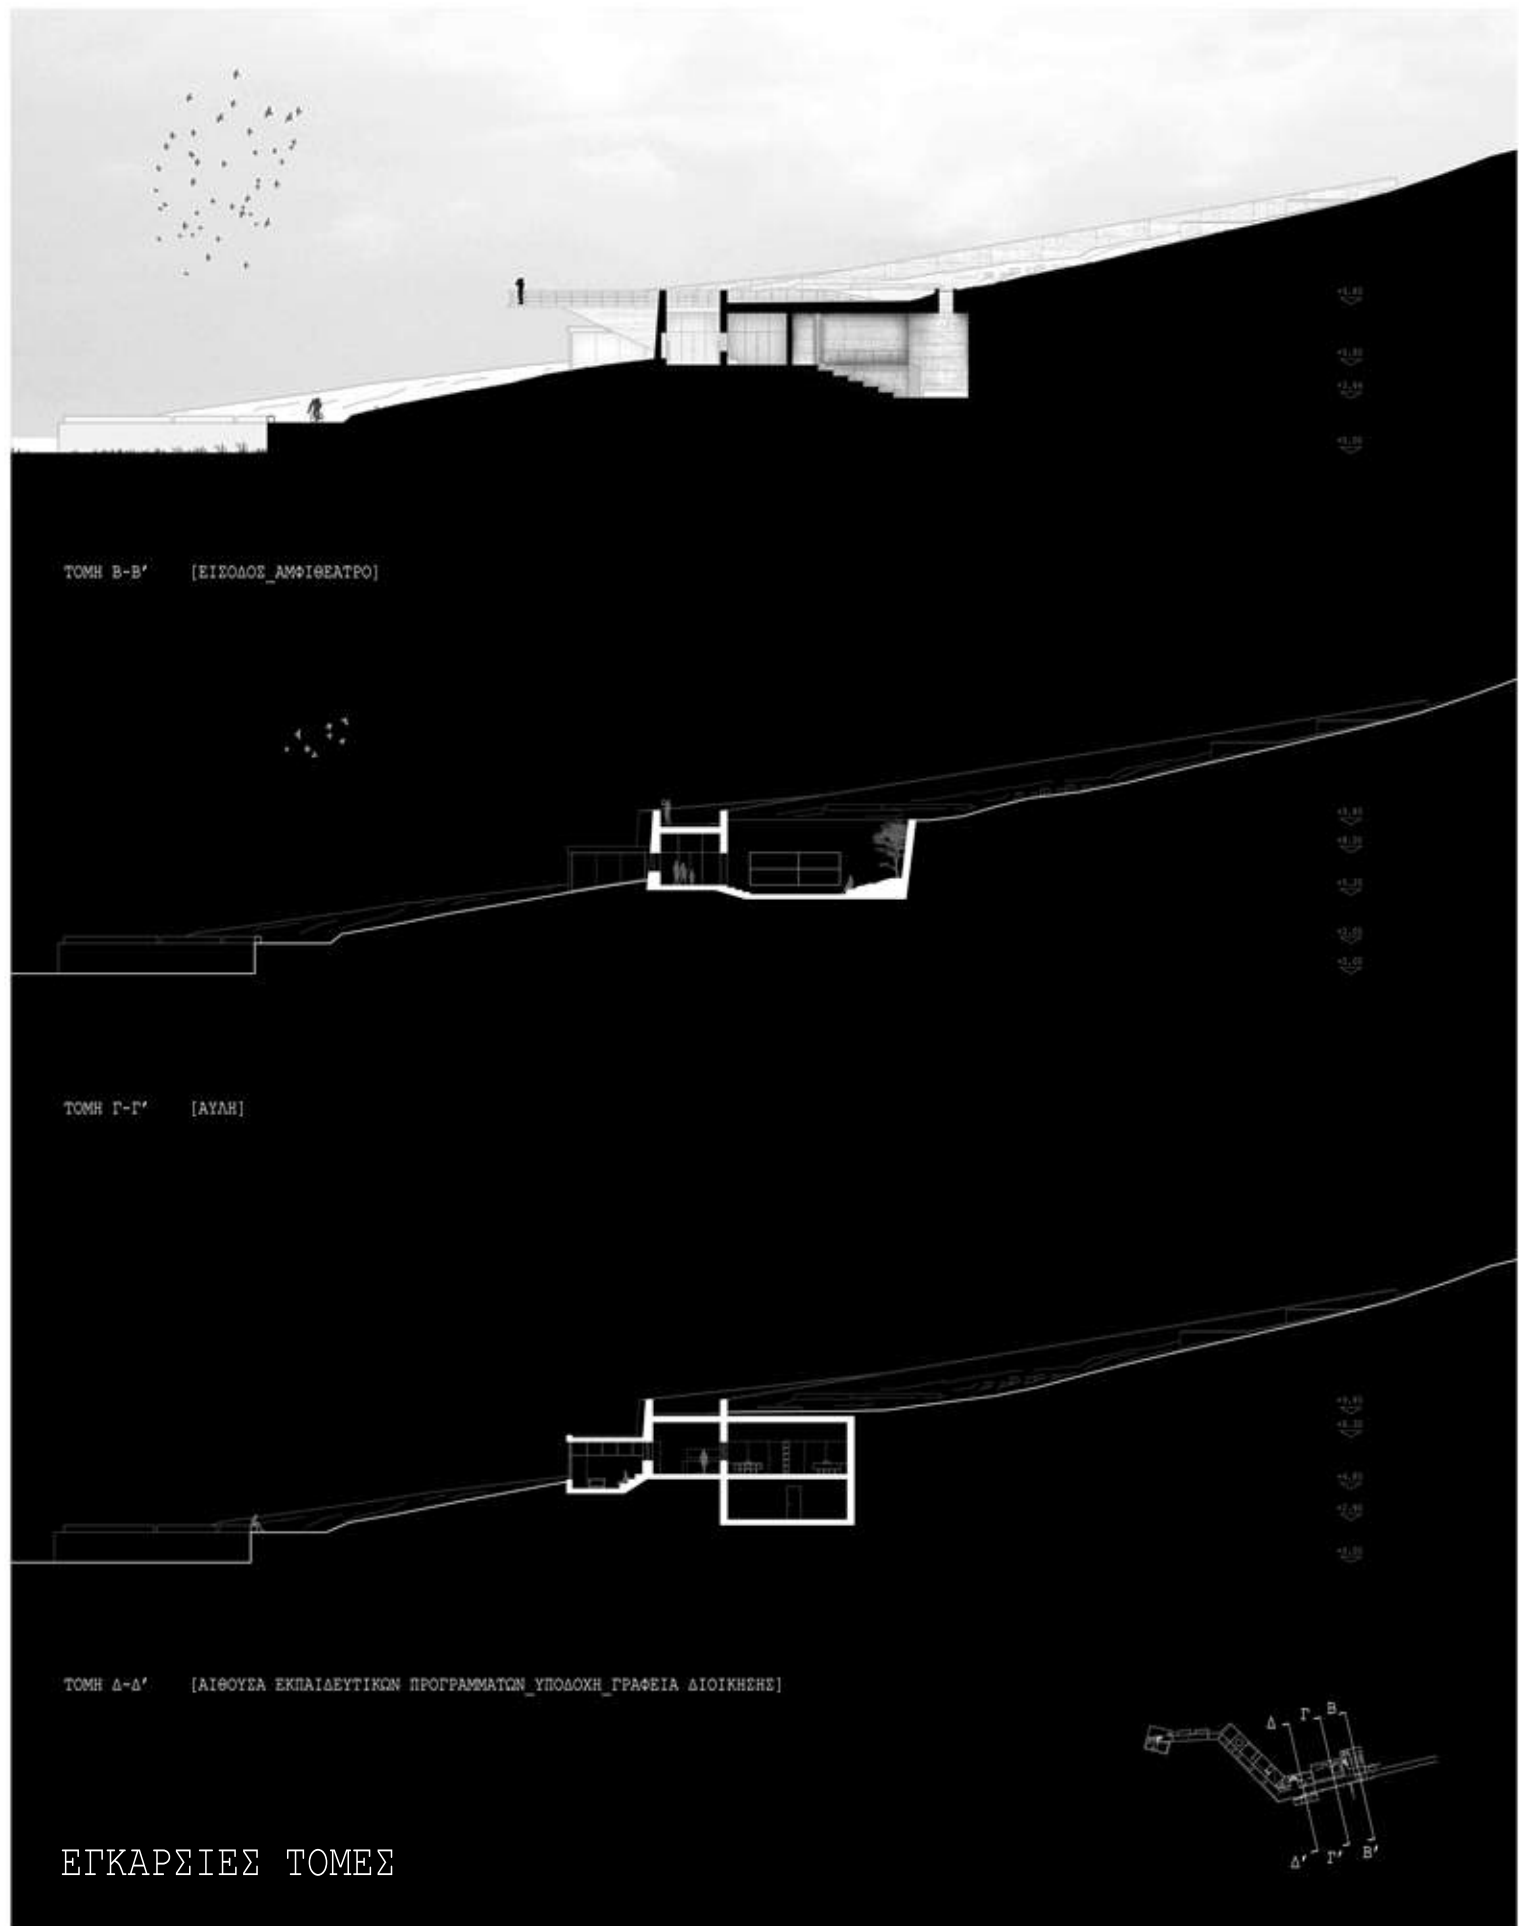 ΤΟΜΗ Β-Β' [ΕΙΣΟΔΟΣ_ΑΜΦΙΘΕΑΤΡΟ]
ΤΟΜΗ Γ-Γ' [ΑΥΛΗ]
ΤΟΜΗ Δ-Δ' [ΑΙΘΟΥΣΑ ΕΚΠΑΙΔΕΥΤΙΚΩΝ ΠΡΟΓΡΑΜΜΑΤΩΝ_ΥΠΟΔΟΧΗ_ΓΡΑΦΕΙΑ ΔΙΟΙΚΗΣΗΣ]
Δ Γ Β
Δ' Γ' Β'
ΕΓΚΑΡΣΙΕΣ ΤΟΜΕΣ